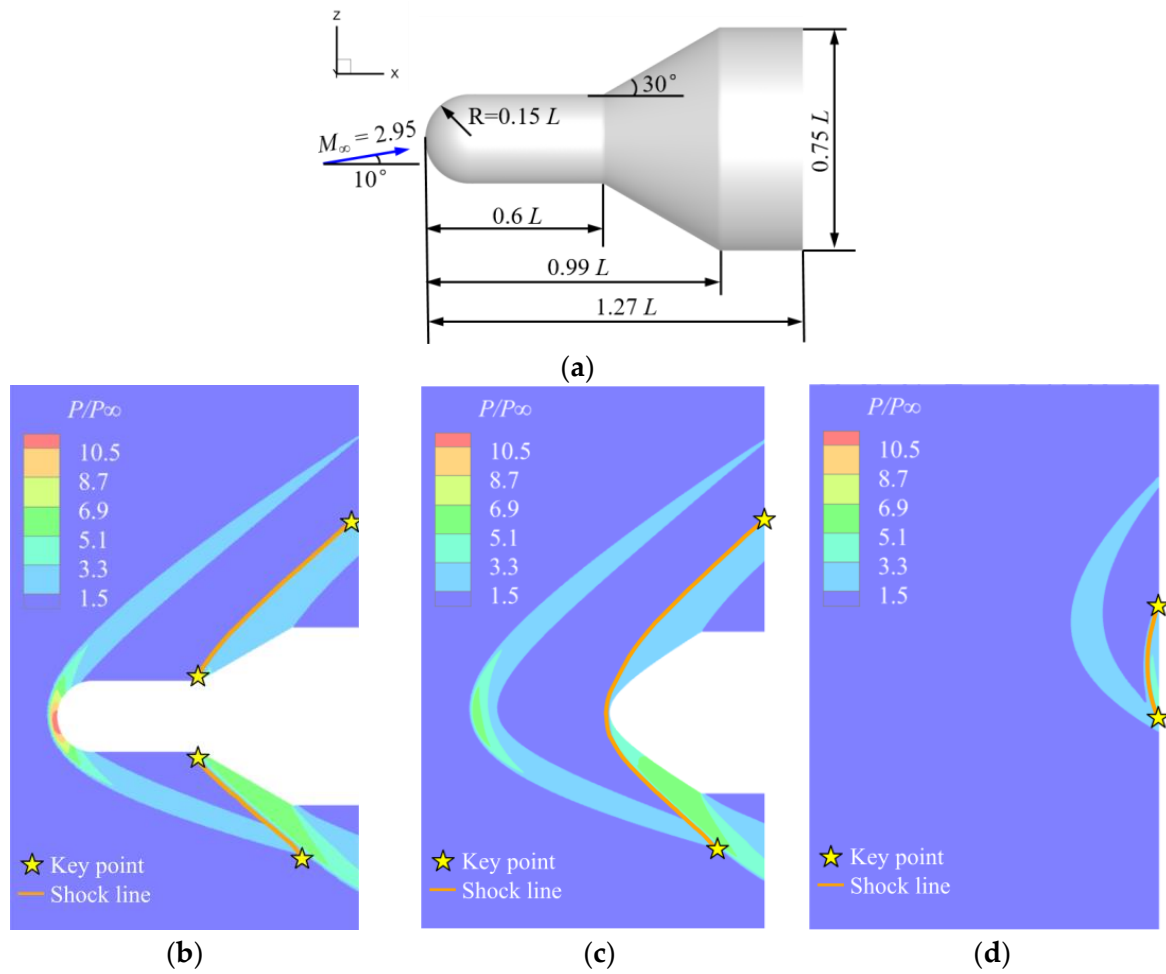 z
x
30°
R=0.15 L
M∞ = 2.95
10°
0.75 L
0.6 L
0.99 L
1.27 L
(a)
P/P∞
10.5
8.7
6.9
5.1
3.3
1.5
Key point
Shock line
(b)
P/P∞
10.5
8.7
6.9
5.1
3.3
1.5
Key point
Shock line
(c)
P/P∞
10.5
8.7
6.9
5.1
3.3
1.5
Key point
Shock line
(d)